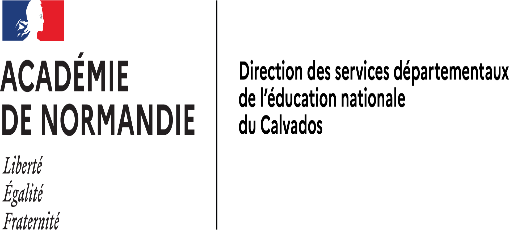 ACADÉMIE
DE NORMANDIE
Liberté
Égalité
Fraternité
Direction des services départementaux
de l'éducation nationale
du Calvados